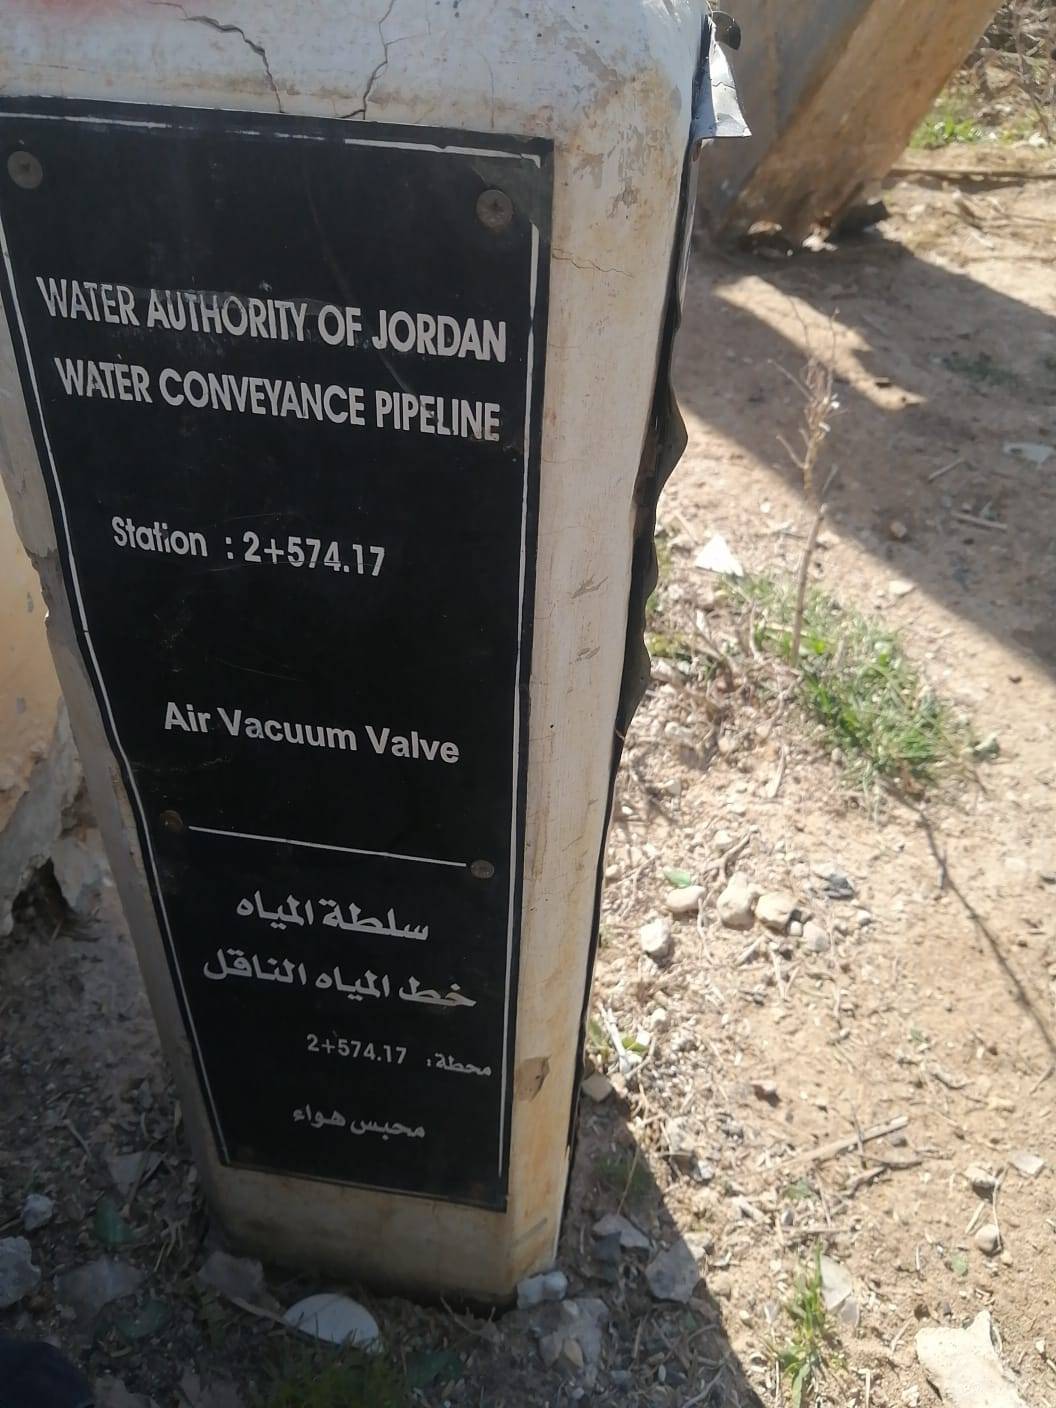 WATER AUTHORITY OF JORDAN
WATER CONVEYANCE PIPELINE
Station : 2+574.17
Air Vacuum Valve
سلطة المياه
خط المياه الناقل
محطة: 2+574.17
محبس هواء